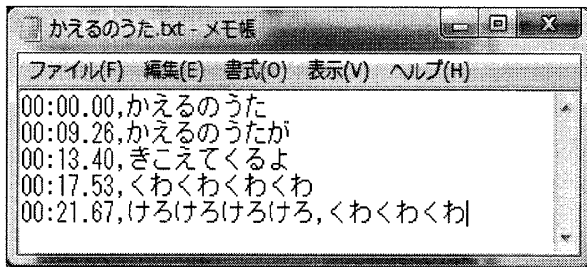 かえるのうた.txt - メモ帳
ファイル(F) 編集(E) 書式(O) 表示(V) ヘルプ(H)
00:00.00,かえるのうた
00:09.26,かえるのうたが
00:13.40,きこえてくるよ
00:17.53,くわくわくわくわ
00:21.67,けろけろけろけろ,くわくわくわ